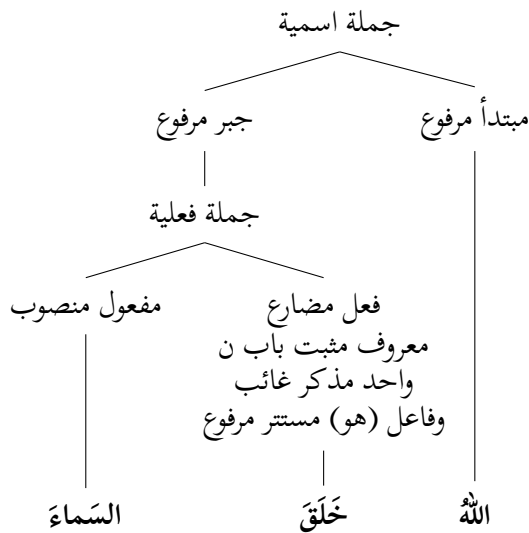 جملة اسمية
مبتدأ مرفوع
جبر مرفوع
جملة فعلية
فعل مضارع
معروف مثبت باب ن
واحد مذكر غائب
وفاعل (هو) مستتر مرفوع
مفعول منصوب
اللهُ
خَلَقَ
السَماءَ